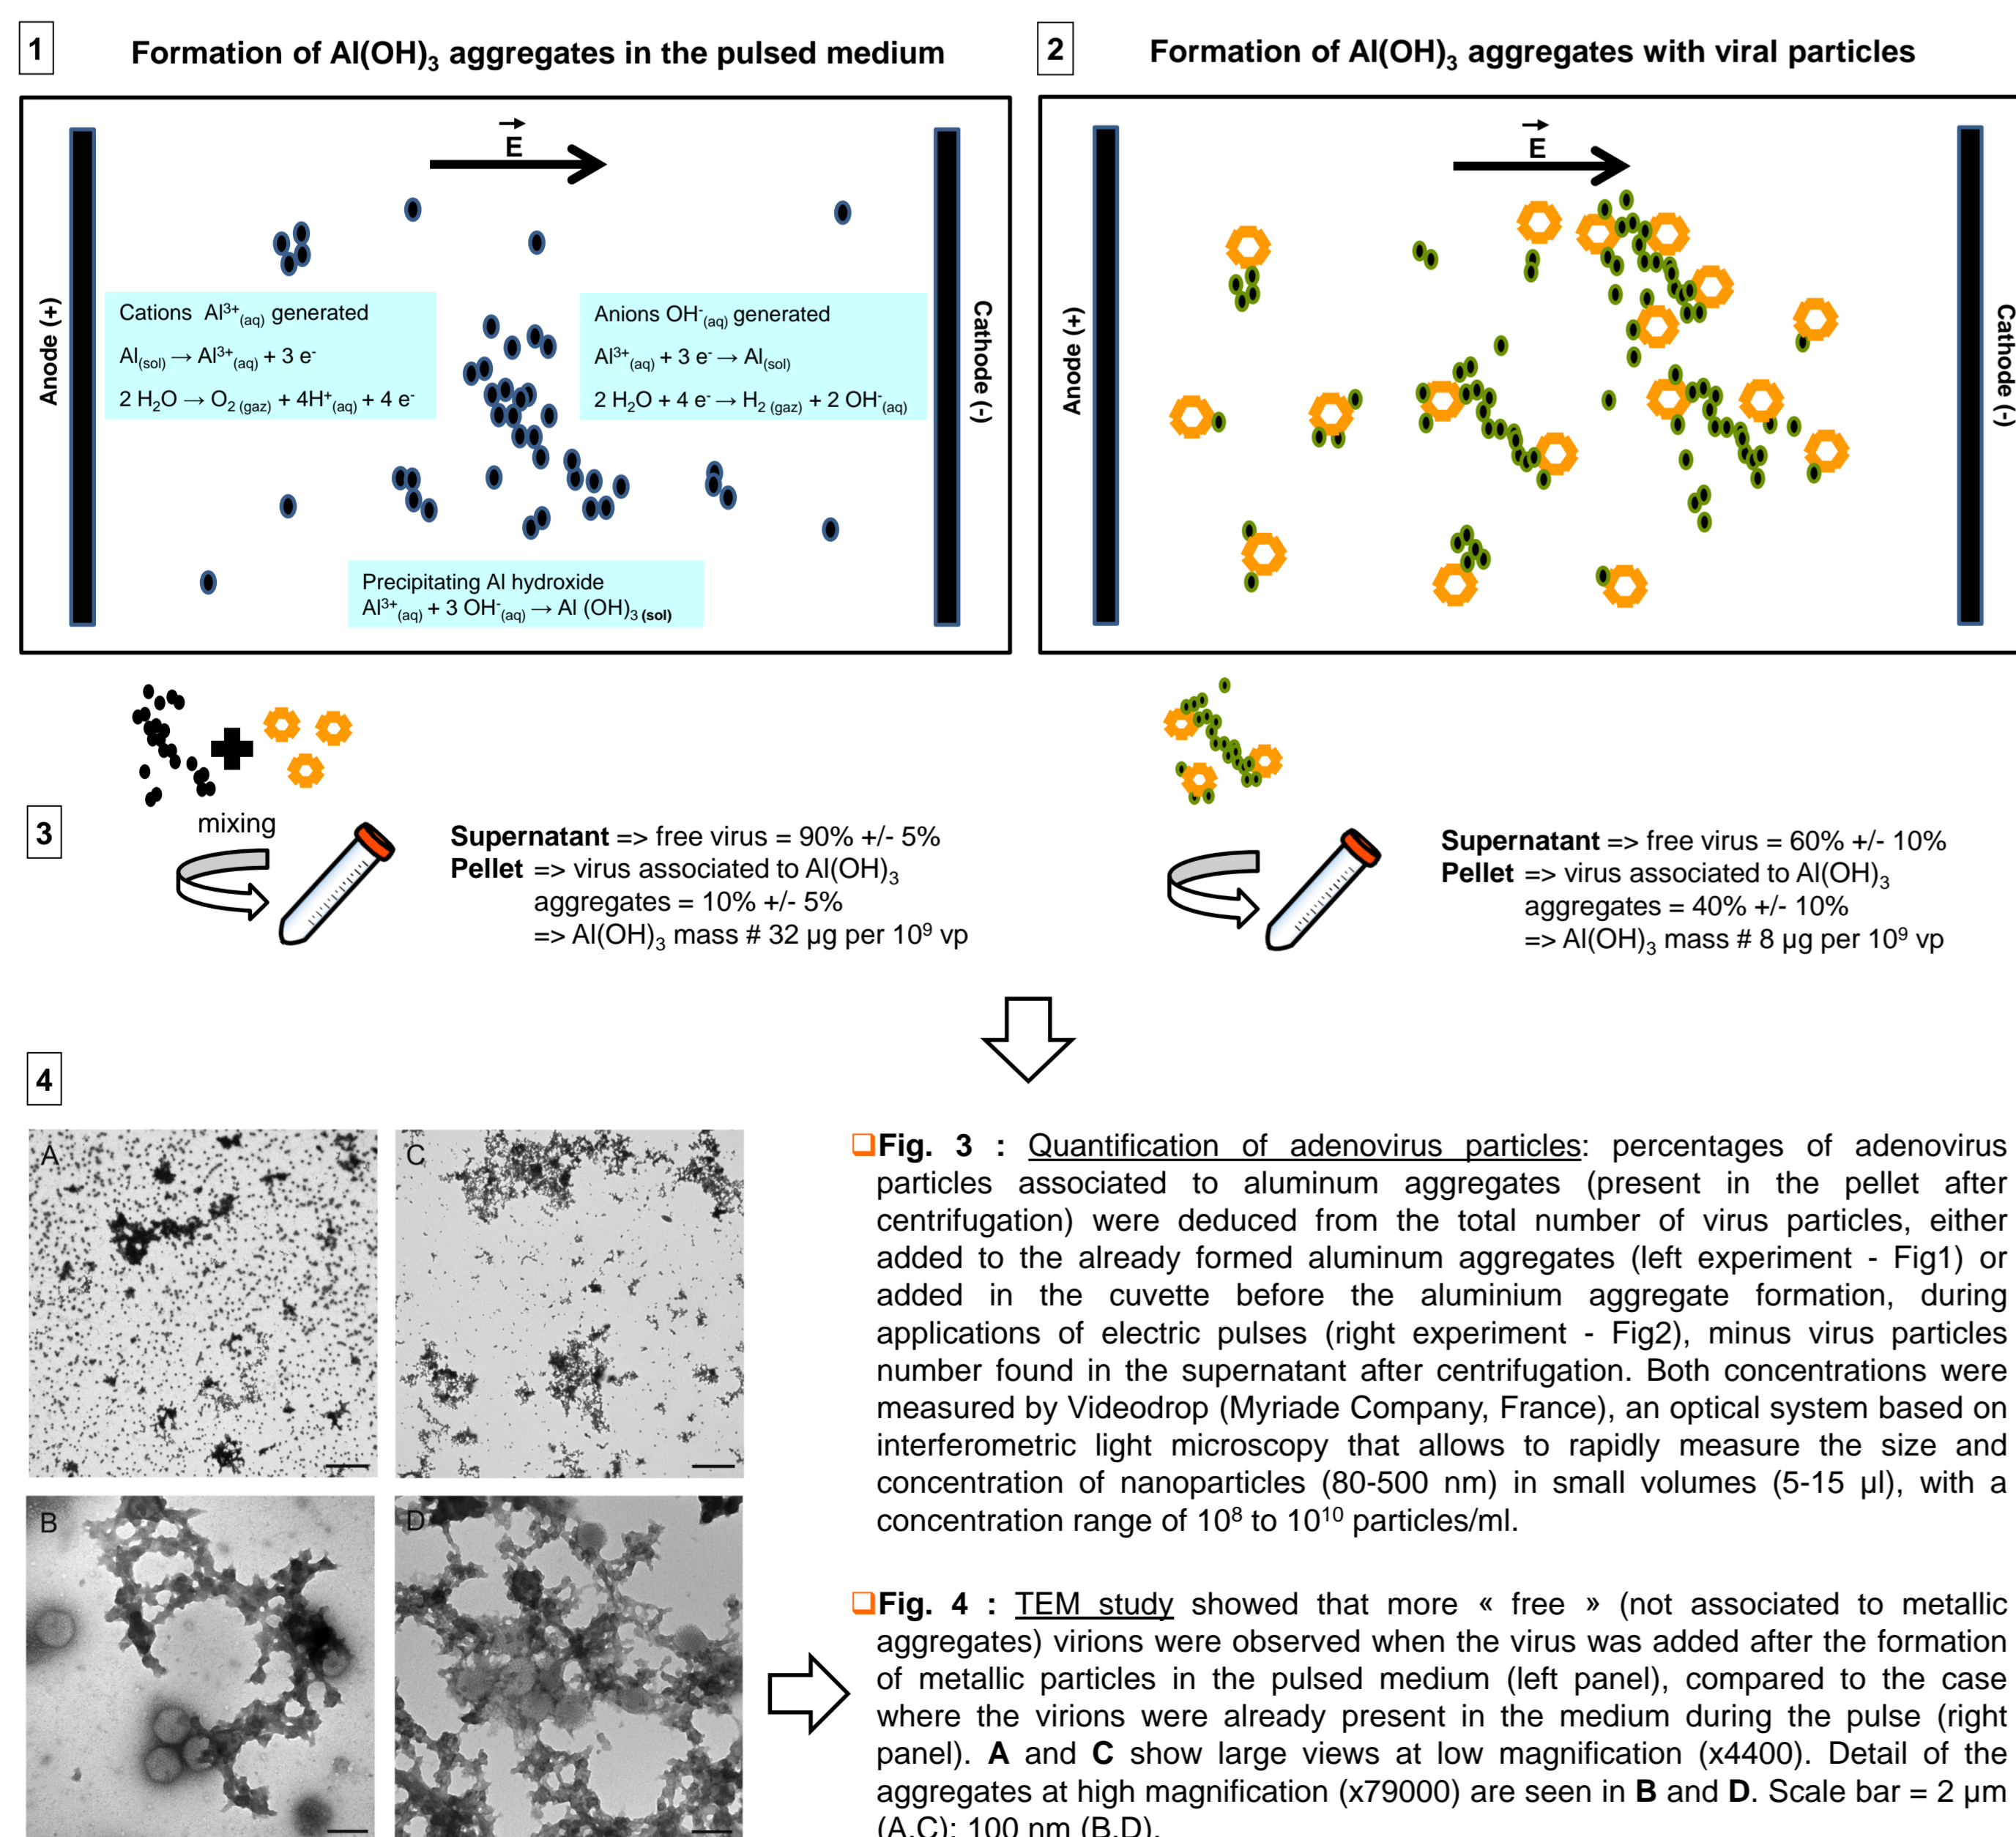 1
Formation of Al(OH)₃ aggregates in the pulsed medium
E
Anode (+)
Cations Al³⁺(aq) generated
Al(sol) → Al³⁺(aq) + 3 e⁻
2 H₂O → O₂ (gaz) + 4H⁺(aq) + 4 e⁻
Anions OH⁻(aq) generated
Al³⁺(aq) + 3 e⁻ → Al(sol)
2 H₂O + 4 e⁻ → H₂ (gaz) + 2 OH⁻(aq)
Cathode (-)
Precipitating Al hydroxide
Al³⁺(aq) + 3 OH⁻(aq) → Al (OH)₃ (sol)
2
Formation of Al(OH)₃ aggregates with viral particles
E
Anode (+)
Cathode (-)
3
mixing
Supernatant => free virus = 90% +/- 5%
Pellet => virus associated to Al(OH)₃
aggregates = 10% +/- 5%
=> Al(OH)₃ mass # 32 µg per 10⁹ vp
Supernatant => free virus = 60% +/- 10%
Pellet => virus associated to Al(OH)₃
aggregates = 40% +/- 10%
=> Al(OH)₃ mass # 8 µg per 10⁹ vp
4
A
C
B
D
❑Fig. 3 : Quantification of adenovirus particles: percentages of adenovirus
particles associated to aluminum aggregates (present in the pellet after
centrifugation) were deduced from the total number of virus particles, either
added to the already formed aluminum aggregates (left experiment - Fig1) or
added in the cuvette before the aluminium aggregate formation, during
applications of electric pulses (right experiment - Fig2), minus virus particles
number found in the supernatant after centrifugation. Both concentrations were
measured by Videodrop (Myriade Company, France), an optical system based on
interferometric light microscopy that allows to rapidly measure the size and
concentration of nanoparticles (80-500 nm) in small volumes (5-15 µl), with a
concentration range of 10⁸ to 10¹⁰ particles/ml.
❑Fig. 4 : TEM study showed that more « free » (not associated to metallic
aggregates) virions were observed when the virus was added after the formation
of metallic particles in the pulsed medium (left panel), compared to the case
where the virions were already present in the medium during the pulse (right
panel). A and C show large views at low magnification (x4400). Detail of the
aggregates at high magnification (x79000) are seen in B and D. Scale bar = 2 µm
(A,C); 100 nm (B,D).